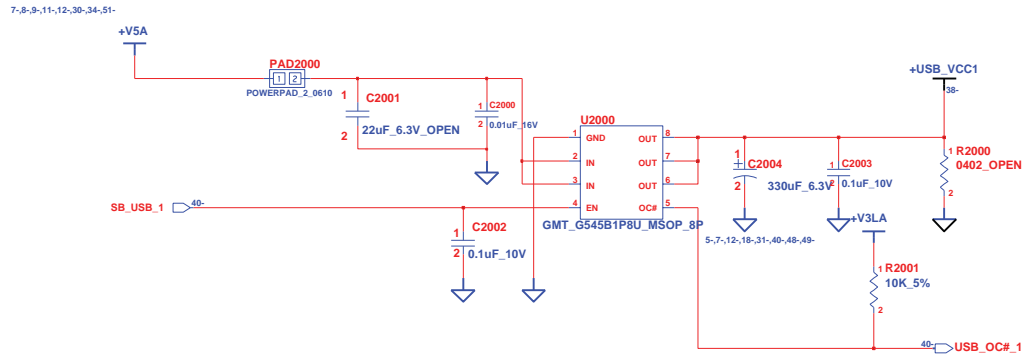 7-,8-,9-,11-,12-,30-,34-,51-
+V5A
PAD2000
1 2
POWERPAD_2_0610
+USB_VCC1
38-
1 C2001
2 22uF_6.3V_OPEN
1 C2000
2 0.01uF_16V
U2000
1 GND OUT 8
2 IN OUT 7
3 IN OUT 6
4 EN OC# 5
GMT_G545B1P8U_MSOP_8P
1 + C2004
2 330uF_6.3V
1 C2003
2 0.1uF_10V
1 R2000
0402_OPEN
2
SB_USB_1 40-
1 C2002
2 0.1uF_10V
+V3LA
5-,7-,12-,18-,31-,40-,48-,49-
1 R2001
10K_5%
2
40- USB_OC#_1